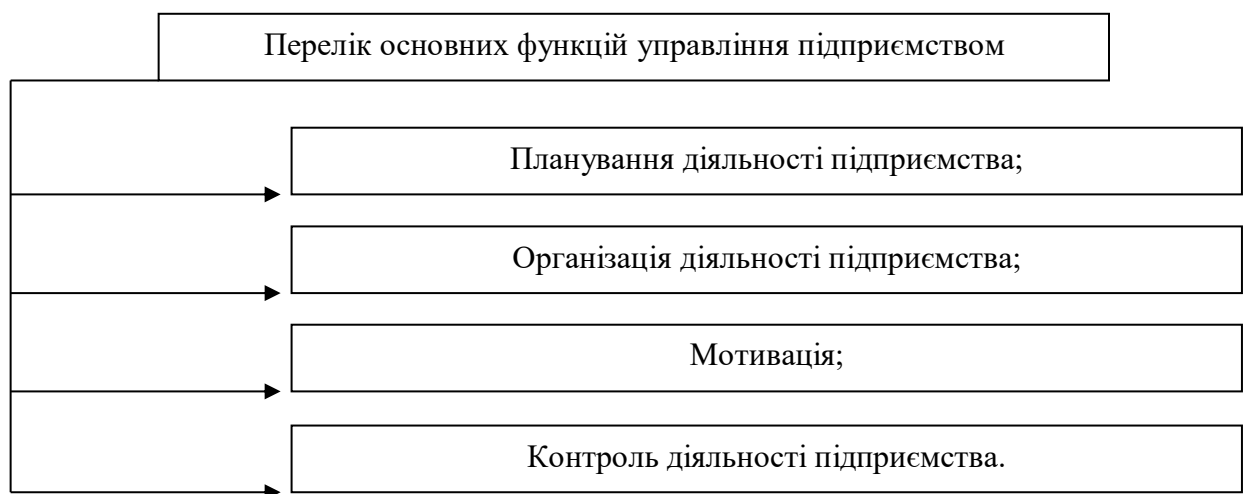 Перелік основних функцій управління підприємством
Планування діяльності підприємства;
Організація діяльності підприємства;
Мотивація;
Контроль діяльності підприємства.